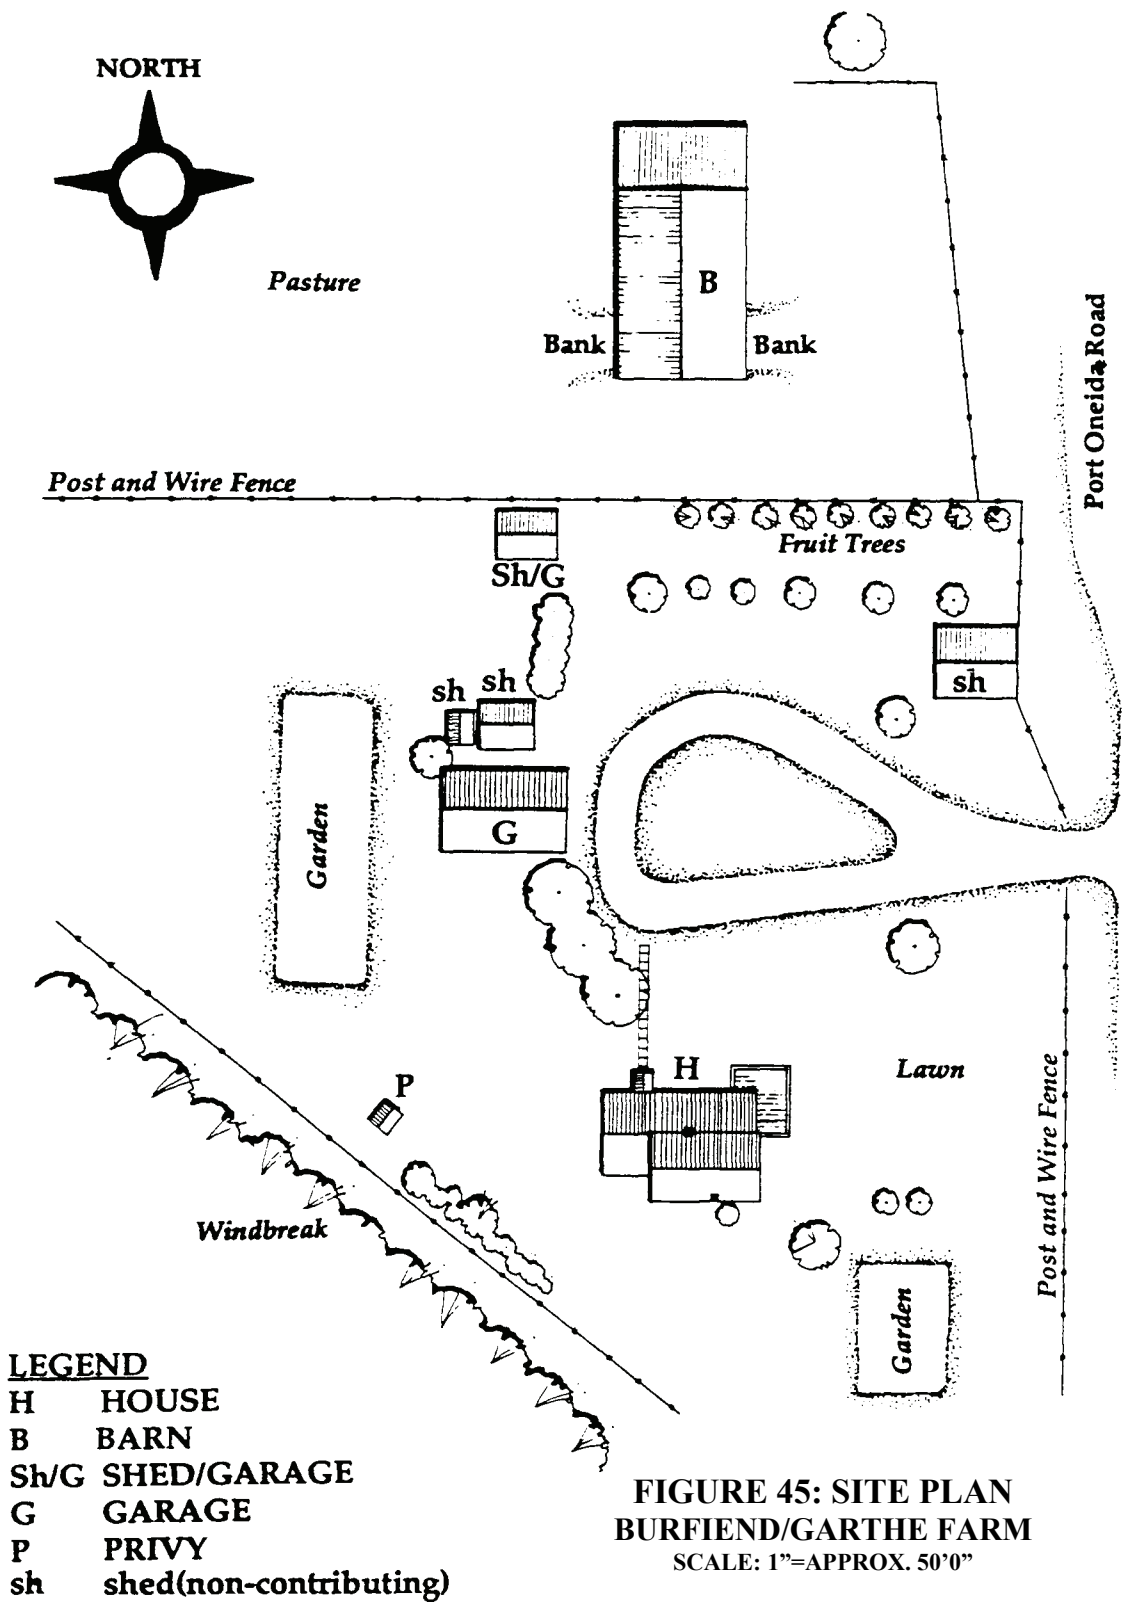 NORTH
Pasture
B
Bank
Bank
Port Oneida Road
Post and Wire Fence
Fruit Trees
Sh/G
sh
sh
sh
Garden
G
P
H
Lawn
Post and Wire Fence
Windbreak
Garden
LEGEND
H HOUSE
B BARN
Sh/G SHED/GARAGE
G GARAGE
P PRIVY
sh shed(non-contributing)
FIGURE 45: SITE PLAN
BURFIEND/GARTHE FARM
SCALE: 1”=APPROX. 50’0”